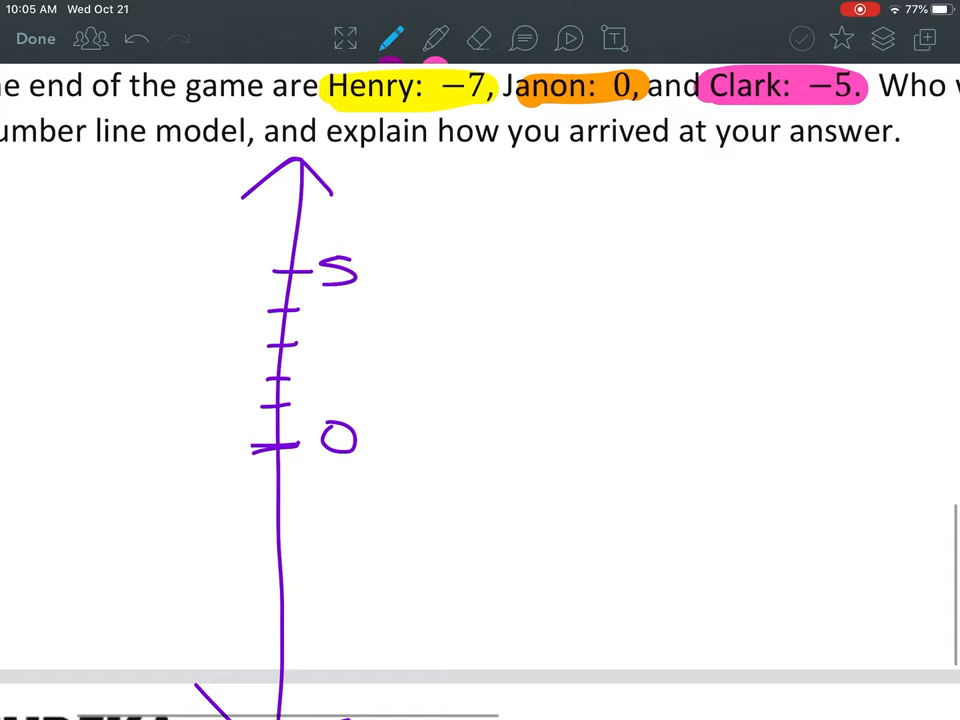 10:05 AM Wed Oct 21
77%
Done
T
e end of the game are Henry: −7, Janon: 0, and Clark: −5. Who
umber line model, and explain how you arrived at your answer.
5
0